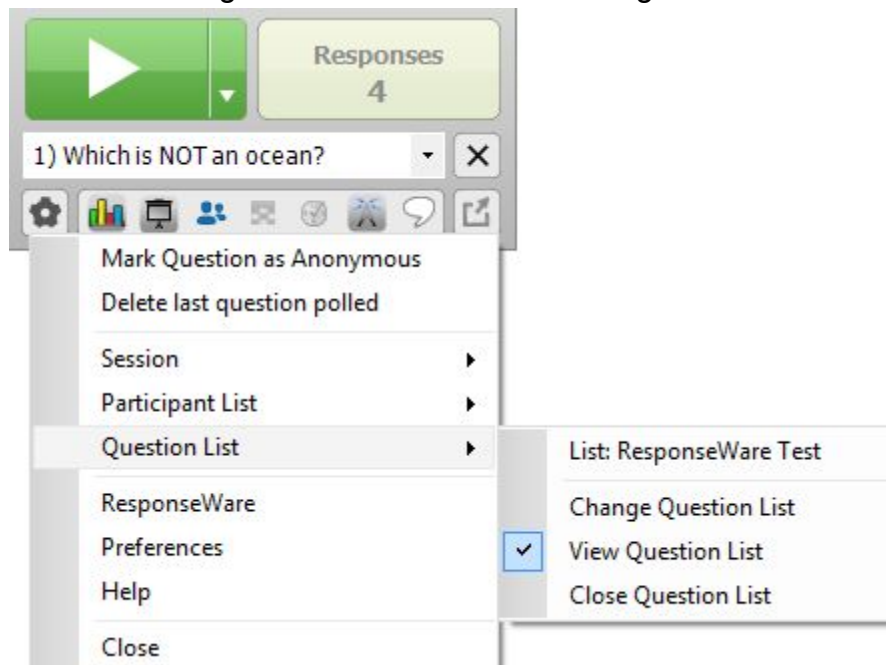 Responses
4
1) Which is NOT an ocean?
Mark Question as Anonymous
Delete last question polled
Session
Participant List
Question List
ResponseWare
Preferences
Help
Close
List: ResponseWare Test
Change Question List
View Question List
Close Question List